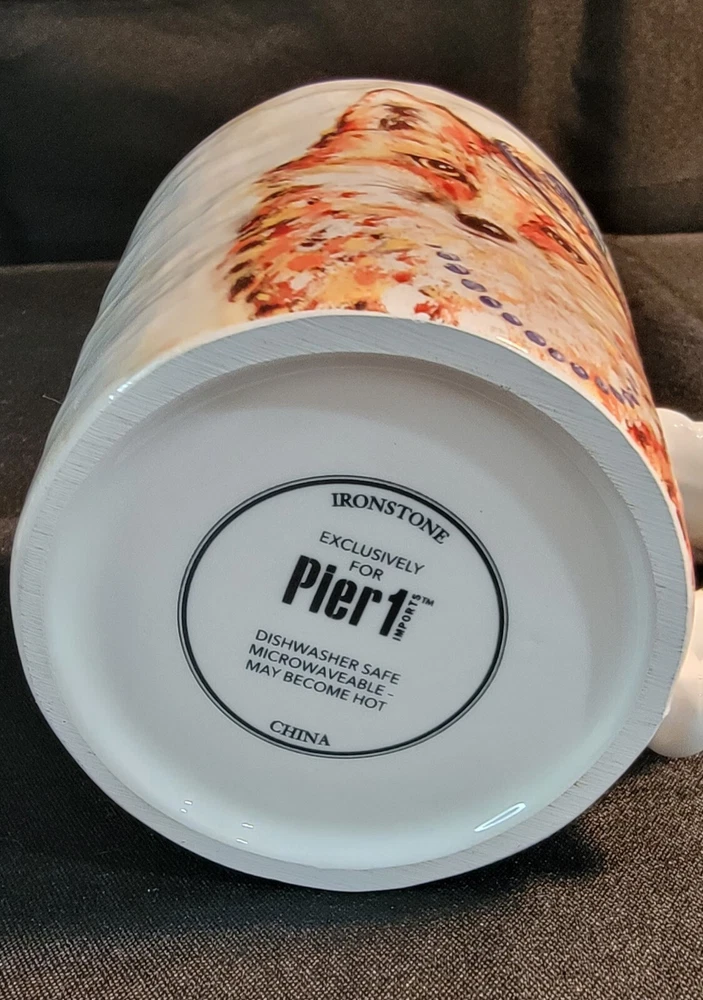 IRONSTONE
EXCLUSIVELY
FOR
Pier1
IMPORTS™
DISHWASHER SAFE
MICROWAVEABLE -
MAY BECOME HOT
CHINA